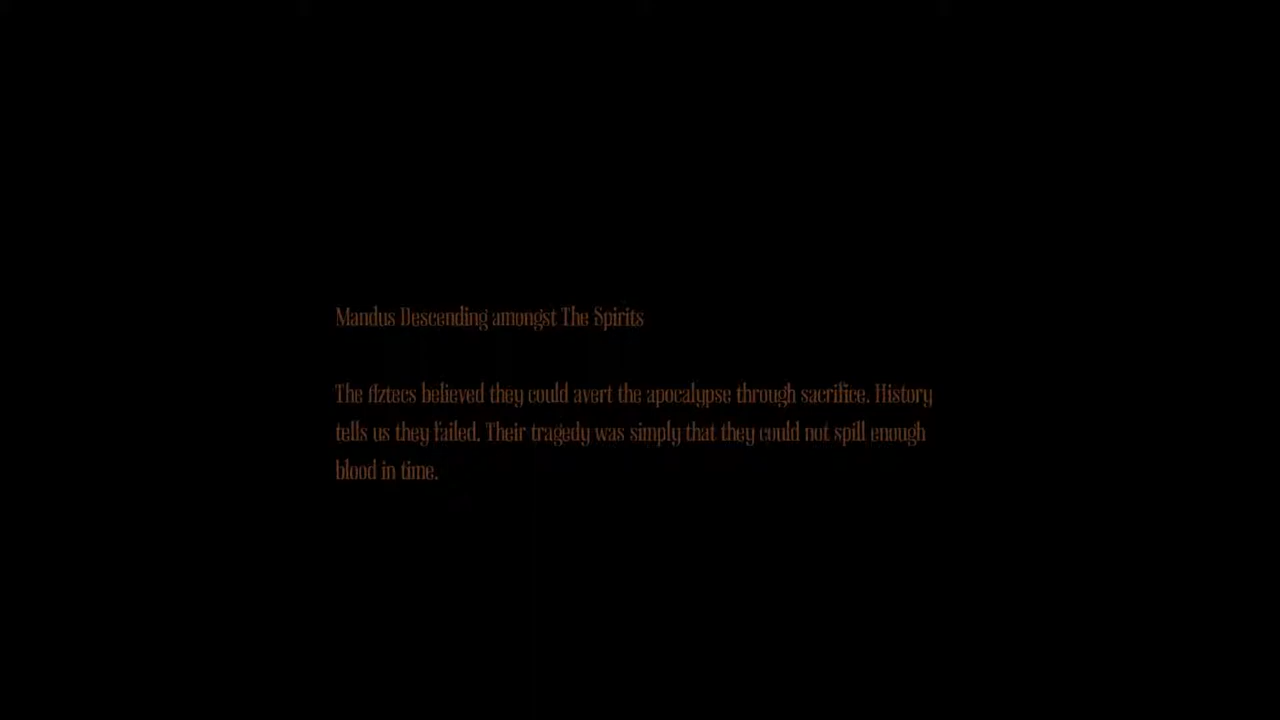 Mandus Descending amongst The Spirits
The Aztecs believed they could avert the apocalypse through sacrifice. History
tells us they failed. Their tragedy was simply that they could not spill enough
blood in time.